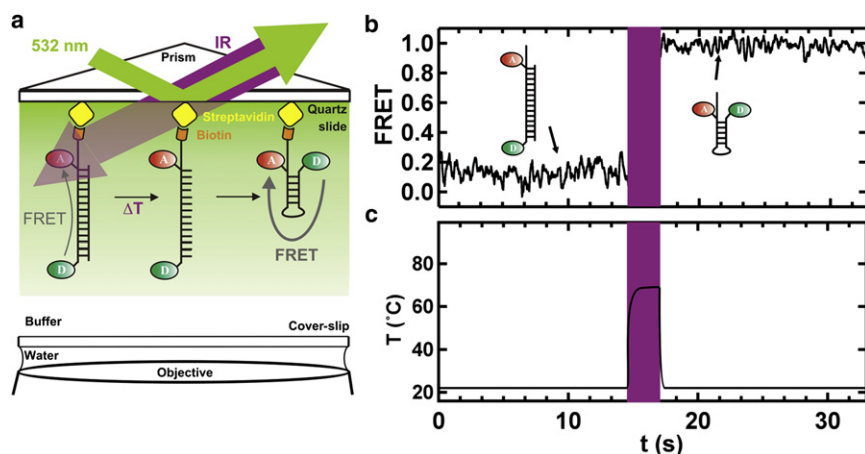 a
532 nm
IR
Prism
Streptavidin
Quartz
slide
Biotin
A
A
A
D
FRET
ΔT
FRET
D
D
Buffer
Cover-slip
Water
Objective
b
FRET
1.0
0.8
0.6
0.4
0.2
0.0
A
D
A
D
c
T (°C)
80
60
40
20
0
10
20
30
t (s)